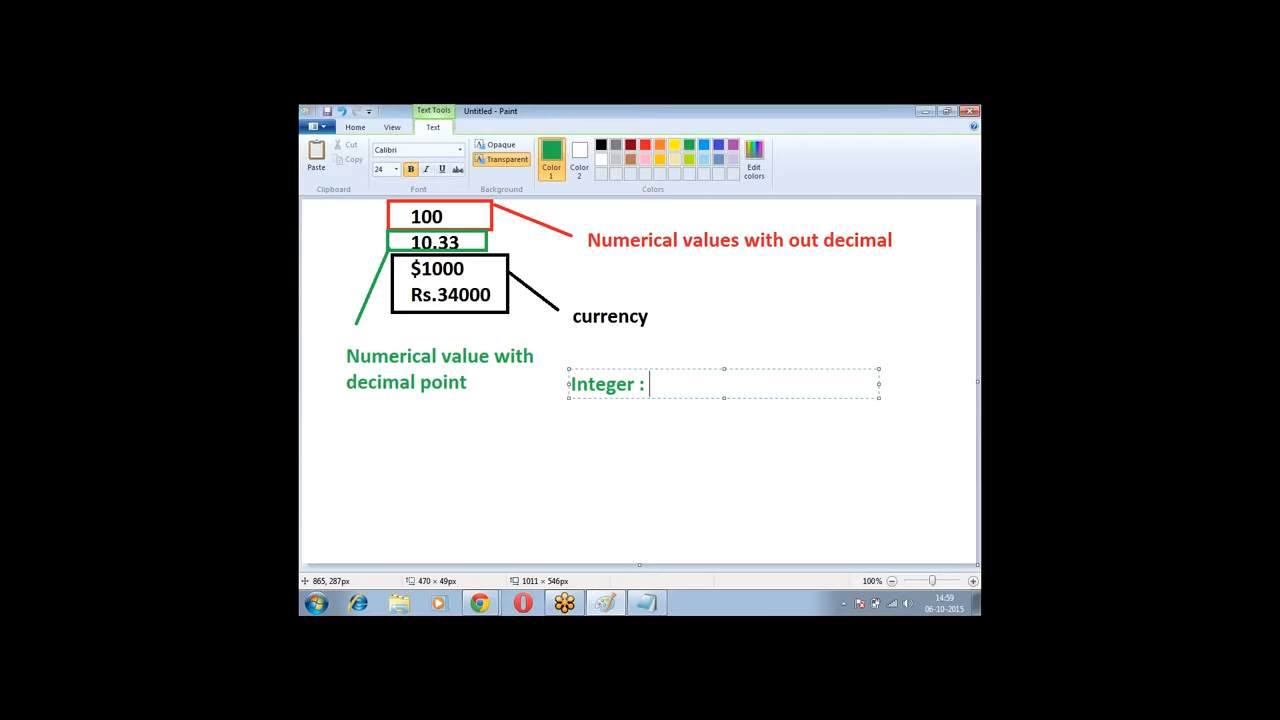 Text Tools
Untitled - Paint
Home
View
Text
Paste
Cut
Copy
Clipboard
Calibri
24
B
I
U
abc
Font
A Opaque
A Transparent
Background
Color 1
Color 2
Edit colors
Colors
100
10.33
$1000
Rs.34000
Numerical values with out decimal
currency
Numerical value with
decimal point
Integer :
865, 287px
470 × 49px
1011 × 546px
100%
14:59
06-10-2015